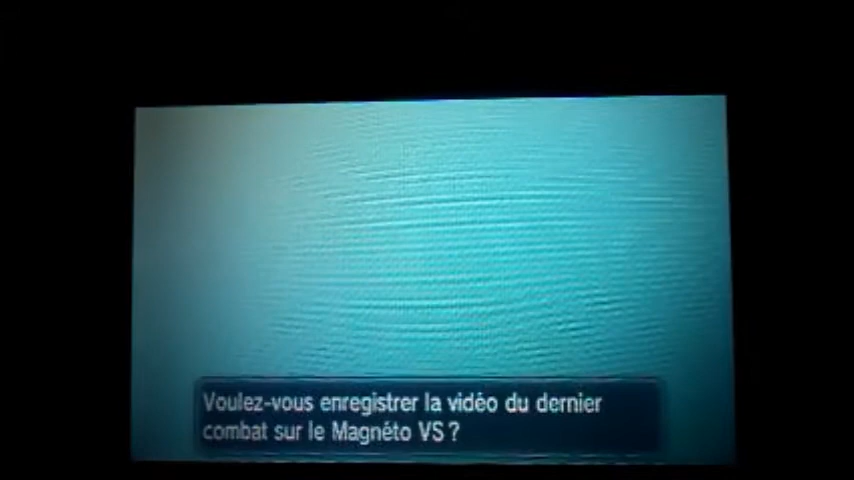 Voulez-vous enregistrer la vidéo du dernier
combat sur le Magnéto VS ?